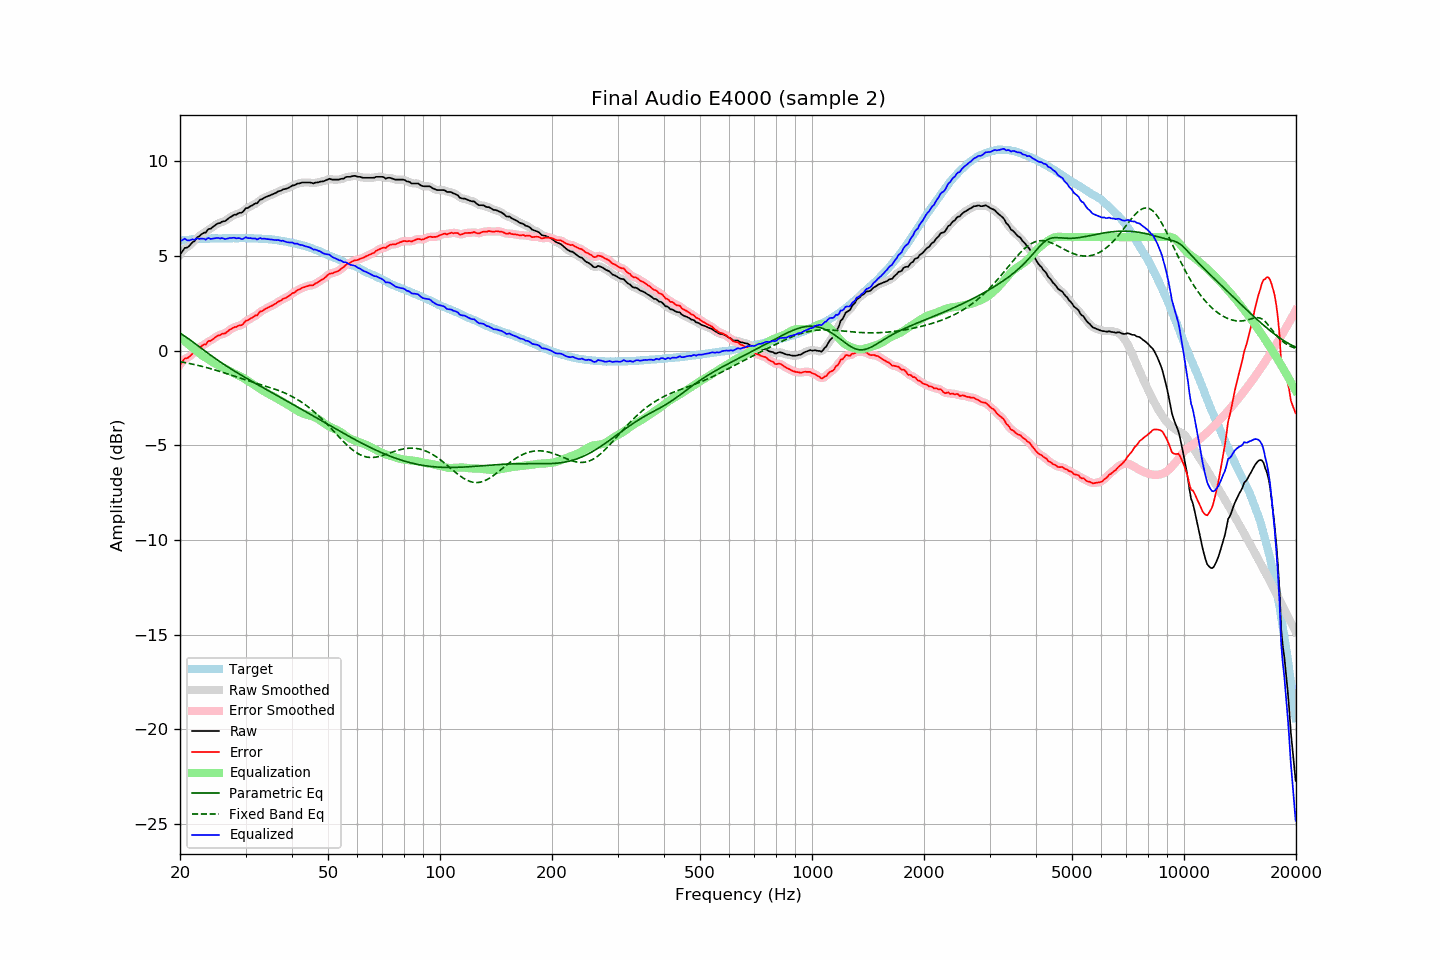 Final Audio E4000 (sample 2)
Amplitude (dBr)
10
5
0
−5
−10
−15
−20
−25
Target
Raw Smoothed
Error Smoothed
Raw
Error
Equalization
Parametric Eq
Fixed Band Eq
Equalized
20 50 100 200 500 1000 2000 5000 10000 20000
Frequency (Hz)